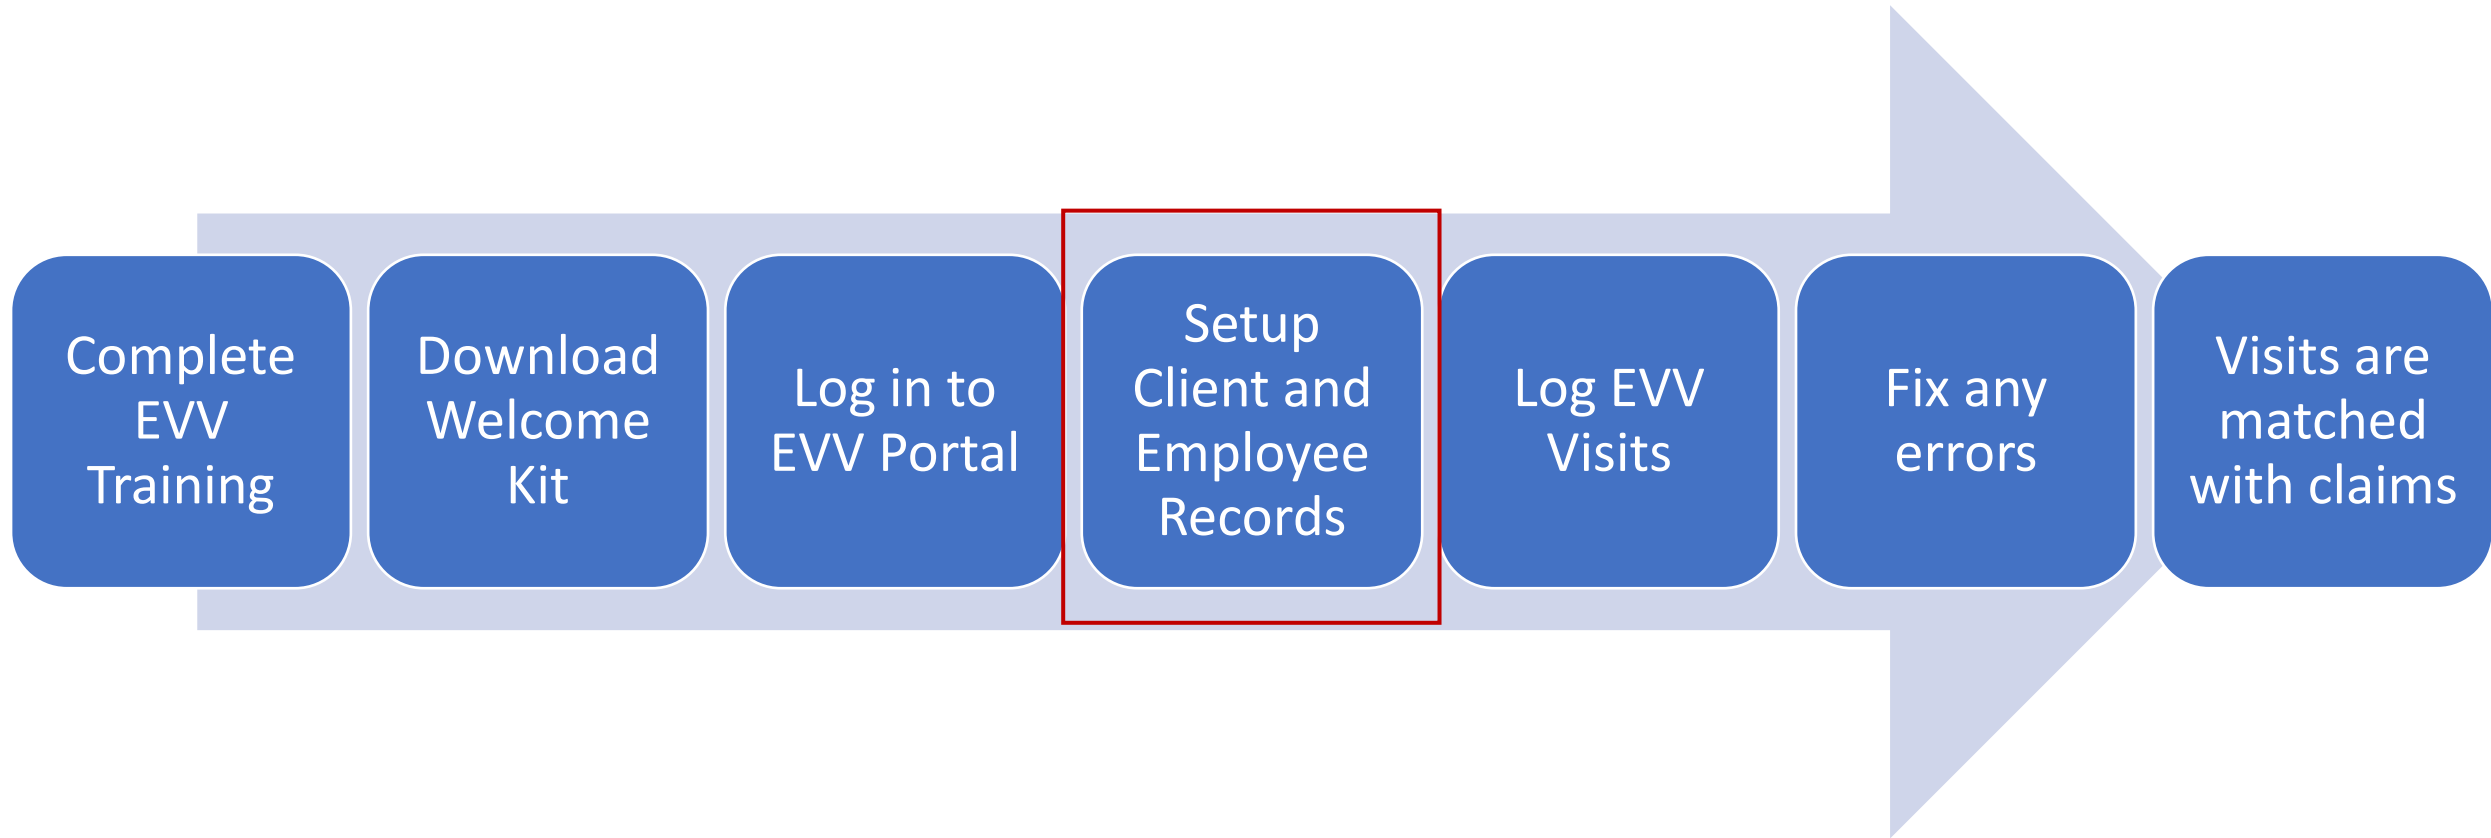 Complete
EVV
Training
Download
Welcome
Kit
Log in to
EVV Portal
Setup
Client and
Employee
Records
Log EVV
Visits
Fix any
errors
Visits are
matched
with claims